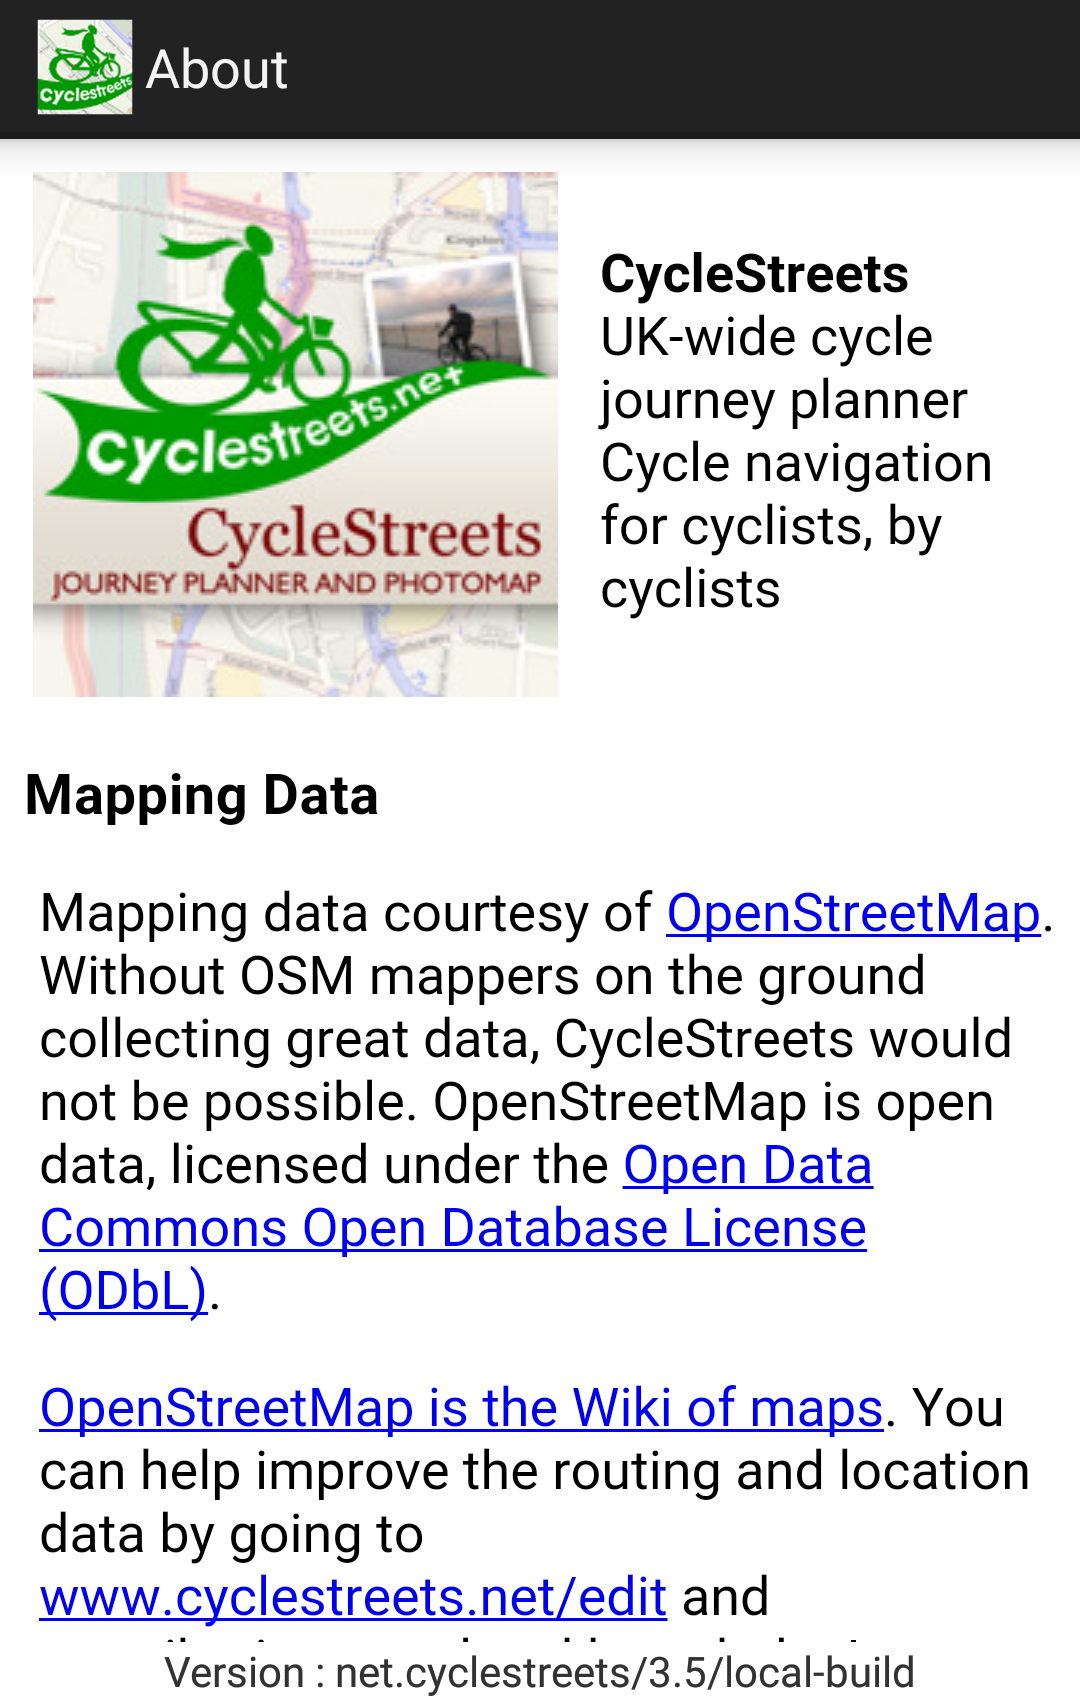 Cyclestreets
About
Kingston
Cyclestreets.net
CycleStreets
JOURNEY PLANNER AND PHOTOMAP
CycleStreets
UK-wide cycle
journey planner
Cycle navigation
for cyclists, by
cyclists
Mapping Data
Mapping data courtesy of OpenStreetMap.
Without OSM mappers on the ground
collecting great data, CycleStreets would
not be possible. OpenStreetMap is open
data, licensed under the Open Data
Commons Open Database License
(ODbL).
OpenStreetMap is the Wiki of maps. You
can help improve the routing and location
data by going to
www.cyclestreets.net/edit and
Version : net.cyclestreets/3.5/local-build